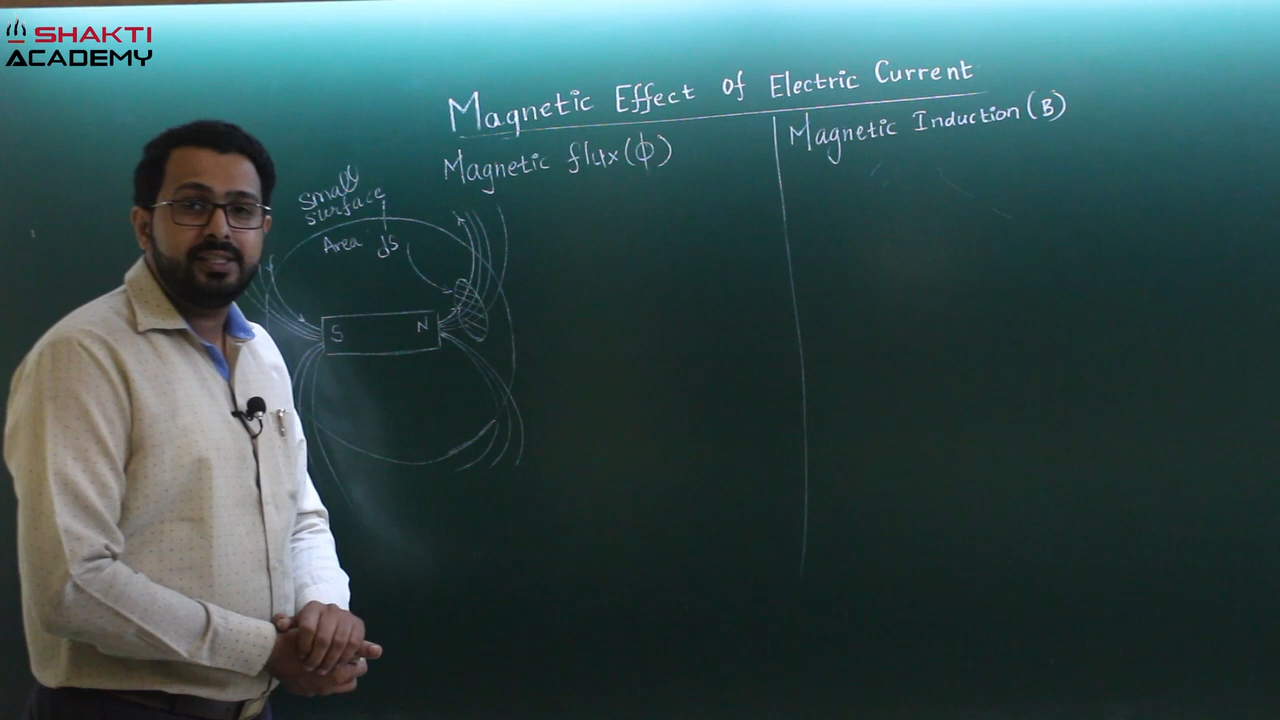 SHAKTI
ACADEMY
Magnetic Effect of Electric Current
Magnetic flux (ϕ)
Magnetic Induction (B)
Small
surface
Area dS
S
N